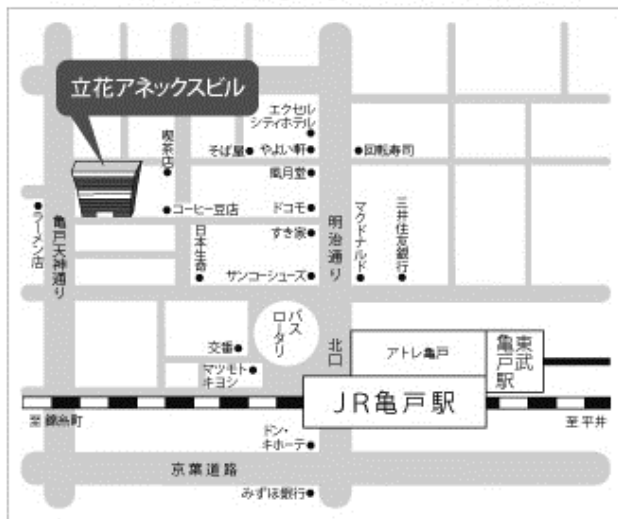 立花アネックスビル
エクセル
シティホテル
喫茶店
そば屋
やよい軒
回転寿司
風月堂
コーヒー豆店
ドコモ
ラーメン店
亀戸天神通り
日本生命
すき家
明治通り
マクドナルド
三井住友銀行
サンコーシューズ
バス
ロータリー
交番
北口
アトレ亀戸
東武
亀戸駅
マツモト
キヨシ
JR亀戸駅
至 錦糸町
至 平井
ドン・
キホーテ
京葉道路
みずほ銀行